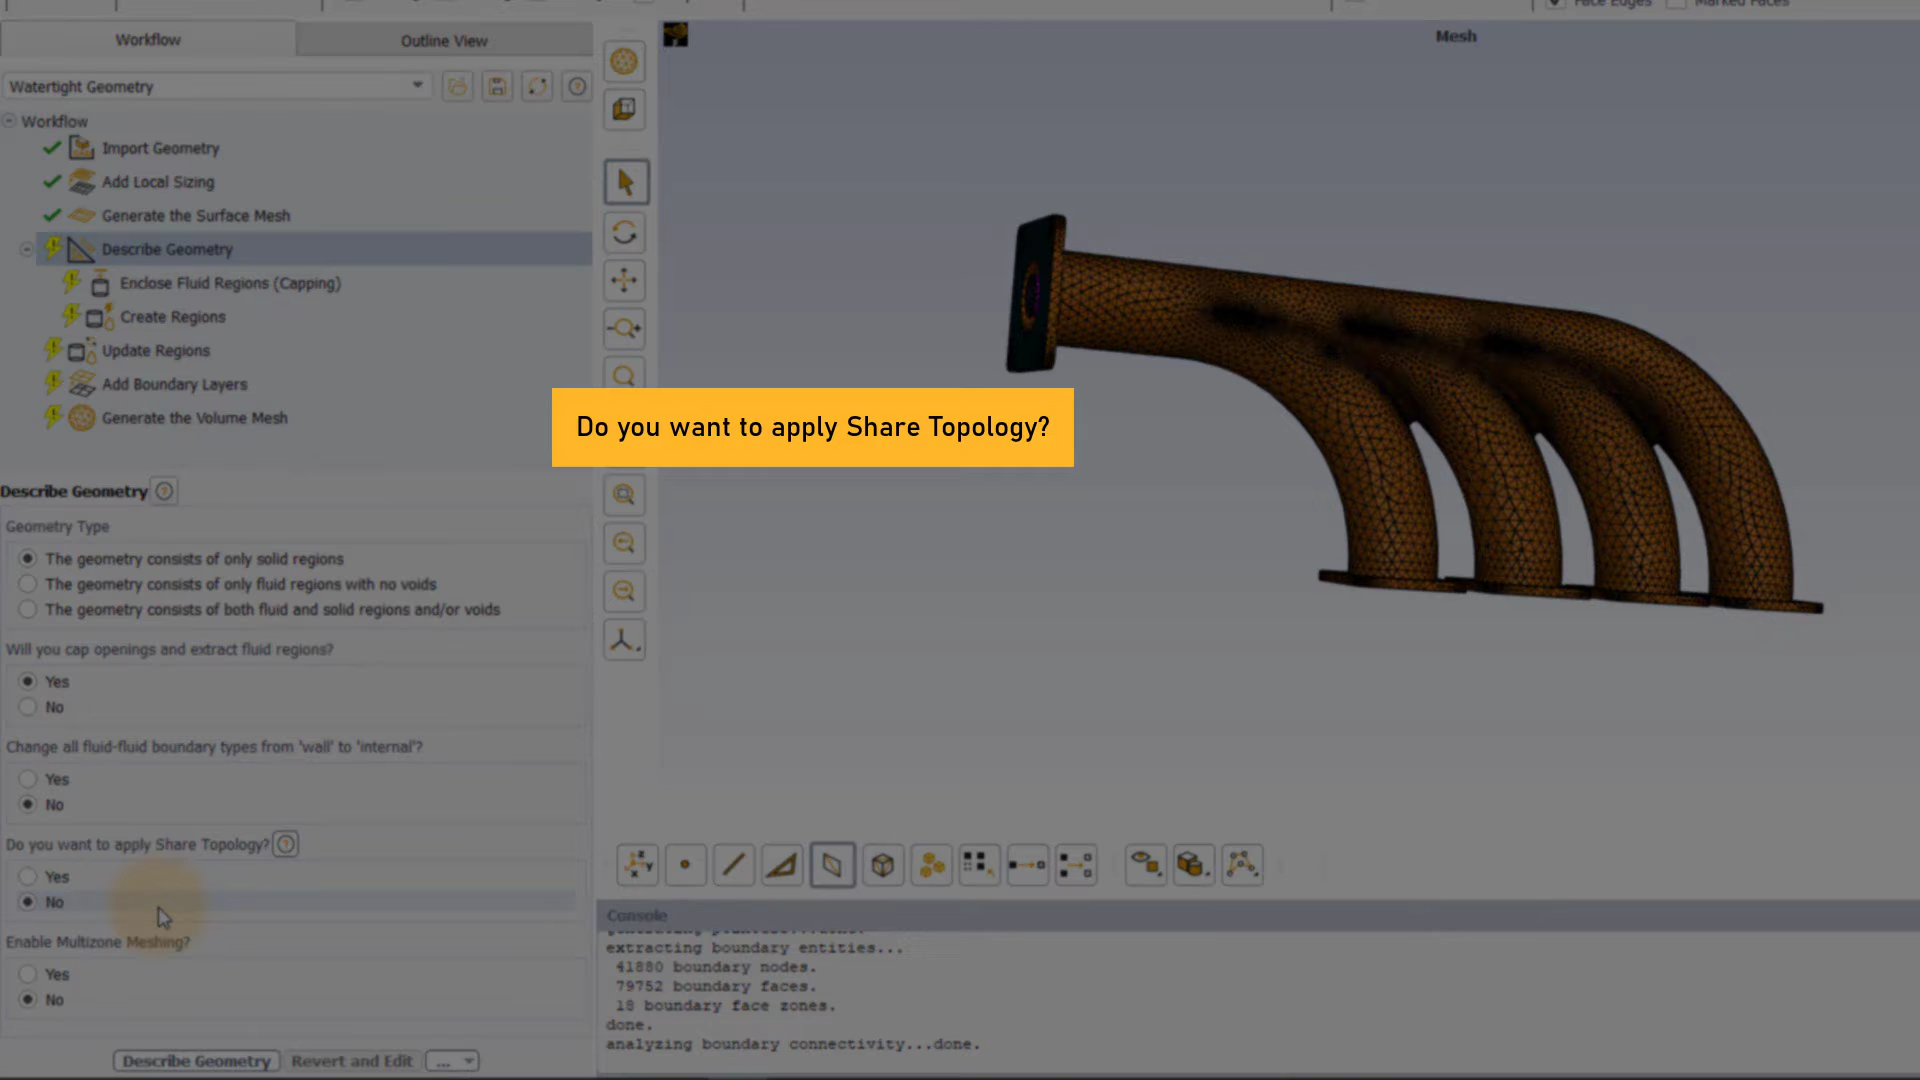 Face Edges
Marked Faces
Workflow
Outline View
Mesh
Watertight Geometry
Workflow
Import Geometry
Add Local Sizing
Generate the Surface Mesh
Describe Geometry
Enclose Fluid Regions (Capping)
Create Regions
Update Regions
Add Boundary Layers
Generate the Volume Mesh
Do you want to apply Share Topology?
Describe Geometry
Geometry Type
The geometry consists of only solid regions
The geometry consists of only fluid regions with no voids
The geometry consists of both fluid and solid regions and/or voids
Will you cap openings and extract fluid regions?
Yes
No
Change all fluid-fluid boundary types from 'wall' to 'internal'?
Yes
No
Do you want to apply Share Topology?
Yes
No
Enable Multizone Meshing?
Yes
No
Describe Geometry
Revert and Edit
...
Console
extracting boundary entities...
41880 boundary nodes.
79752 boundary faces.
18 boundary face zones.
done.
analyzing boundary connectivity...done.